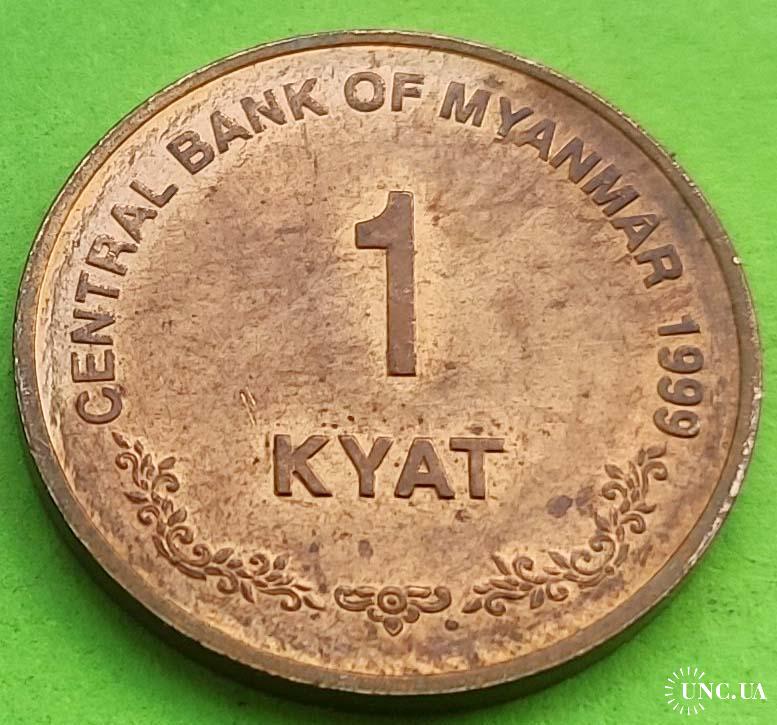 CENTRAL BANK OF MYANMAR 1999
1
KYAT
UNC.UA